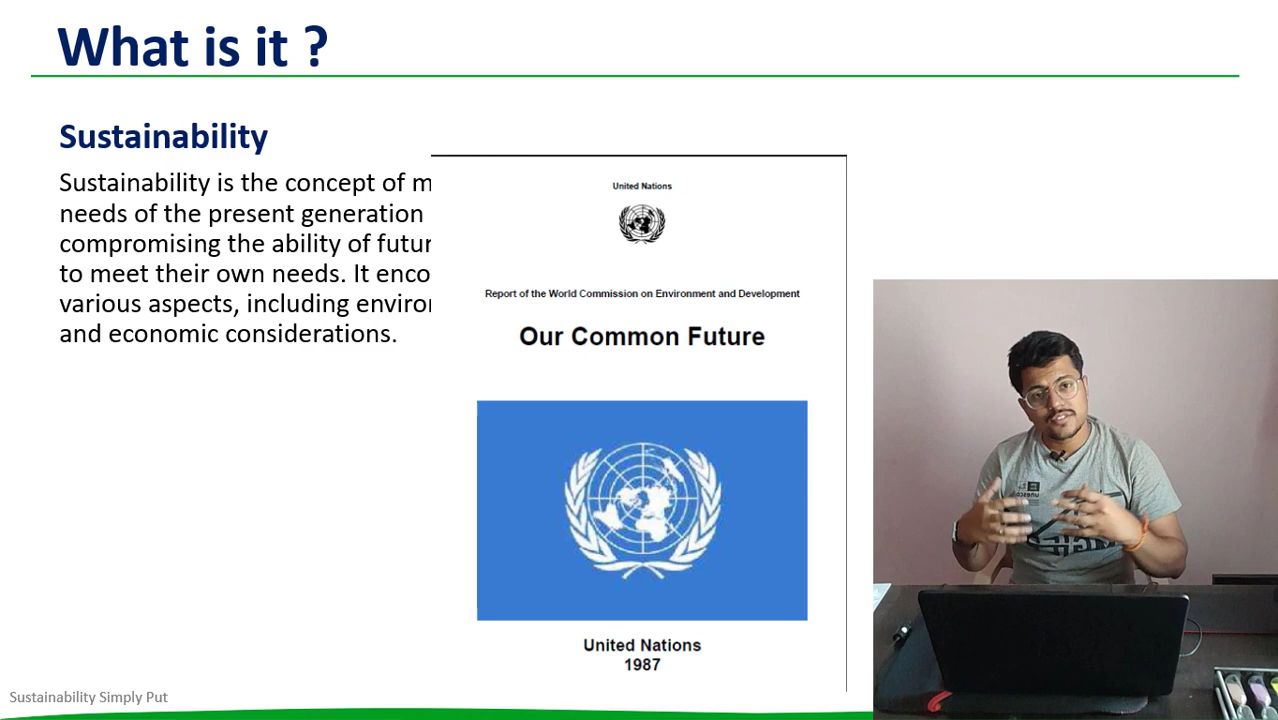 What is it ?
Sustainability
Sustainability is the concept of m
needs of the present generation
compromising the ability of futur
to meet their own needs. It enco
various aspects, including enviro
and economic considerations.
United Nations
Report of the World Commission on Environment and Development
Our Common Future
United Nations
1987
unesco
Sustainability Simply Put